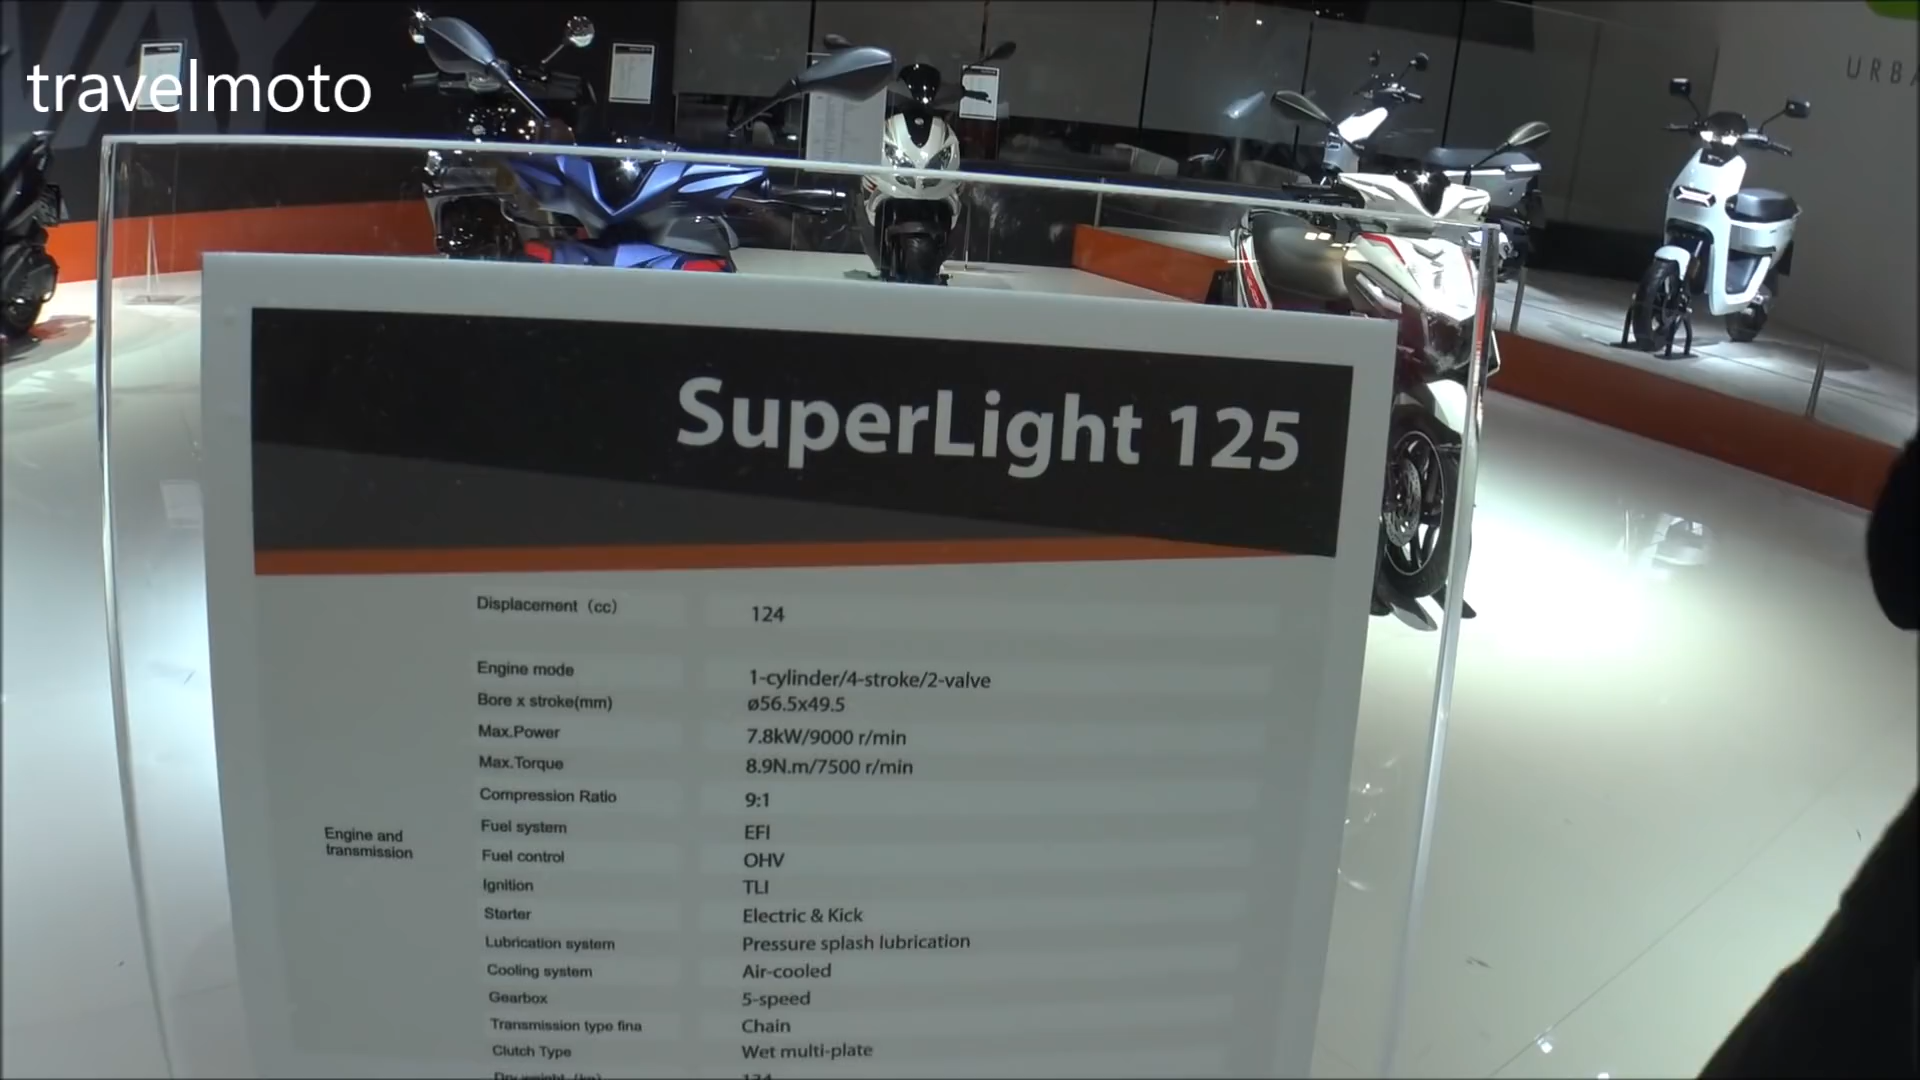 travelmoto
URBA
SuperLight 125
Displacement (cc) 124
Engine mode 1-cylinder/4-stroke/2-valve
Bore x stroke(mm) ø56.5x49.5
Max.Power 7.8kW/9000 r/min
Max.Torque 8.9N.m/7500 r/min
Compression Ratio 9:1
Engine and
transmission
Fuel system EFI
Fuel control OHV
Ignition TLI
Starter Electric & Kick
Lubrication system Pressure splash lubrication
Cooling system Air-cooled
Gearbox 5-speed
Transmission type fina Chain
Clutch Type Wet multi-plate